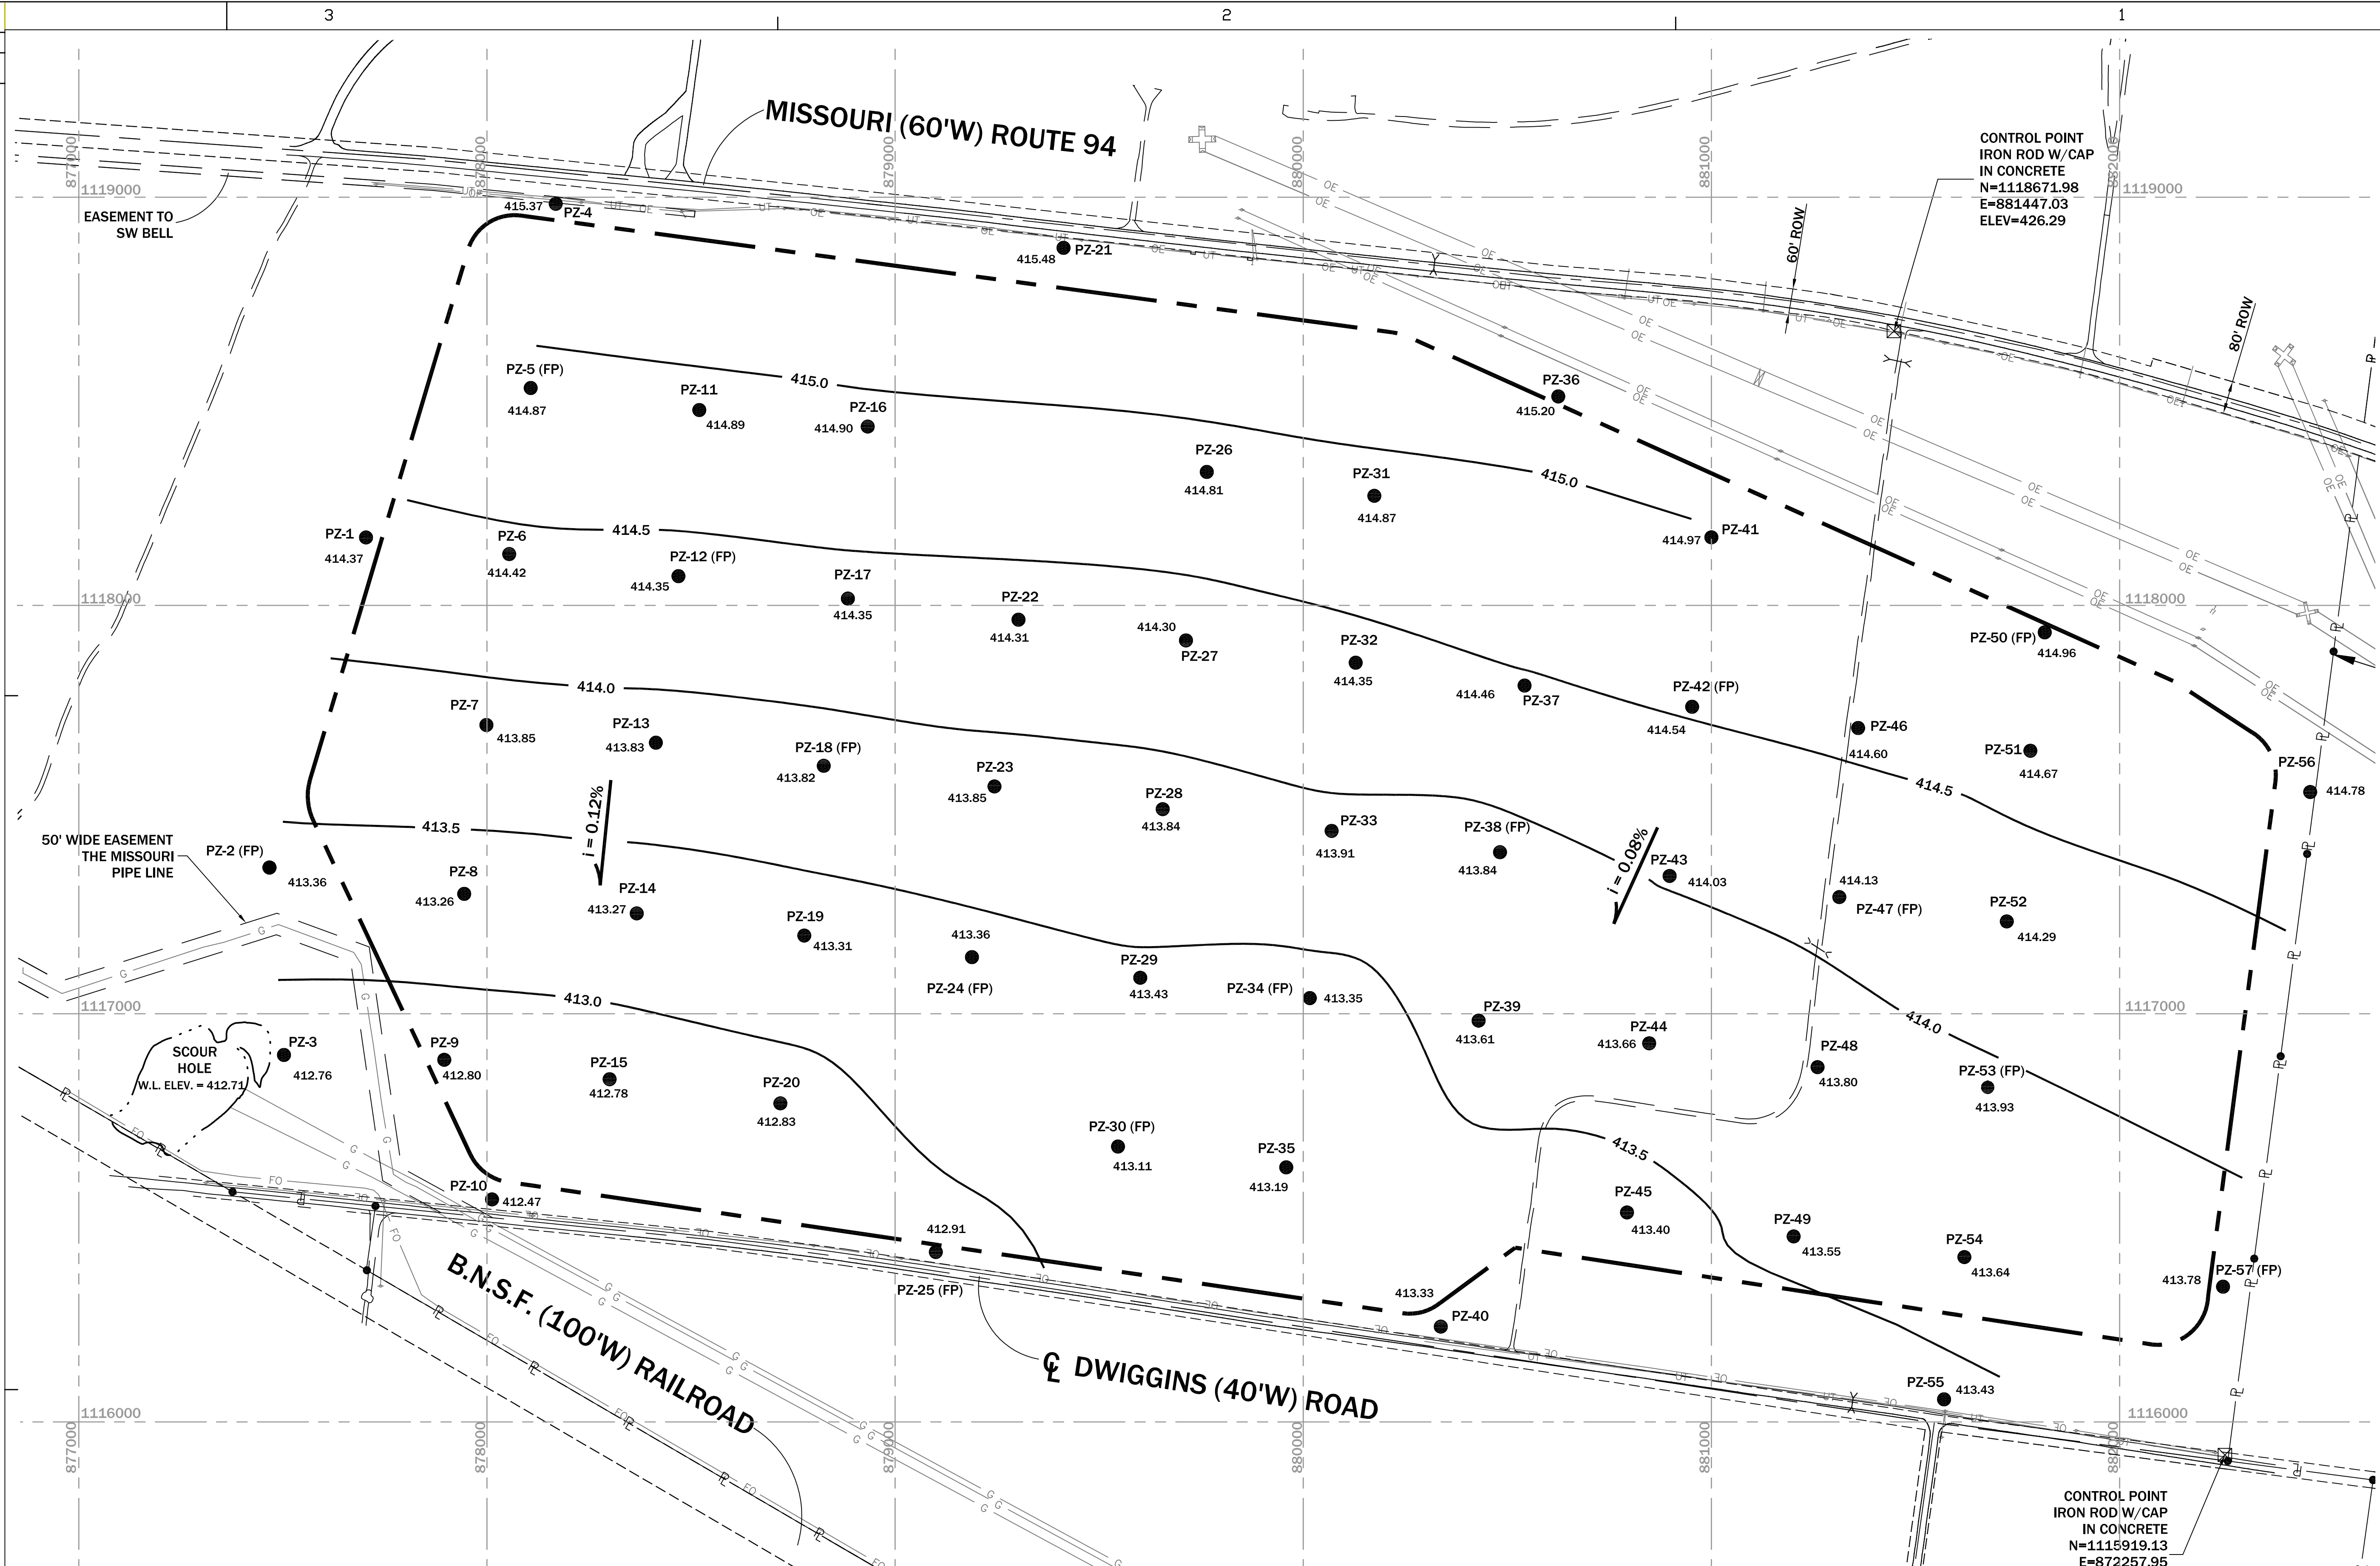 3
2
1
MISSOURI (60'W) ROUTE 94
877000
878000
879000
880000
881000
882000
CONTROL POINT
IRON ROD W/CAP
IN CONCRETE
N=1118671.98
E=881447.03
ELEV=426.29
1119000
1119000
EASEMENT TO
SW BELL
415.37
PZ-4
415.48
PZ-21
60' ROW
80' ROW
PZ-5 (FP)
414.87
PZ-11
414.89
415.0
PZ-16
414.90
PZ-36
415.20
PZ-26
414.81
PZ-31
414.87
415.0
PZ-41
414.97
PZ-1
414.37
414.5
PZ-6
414.42
PZ-12 (FP)
414.35
PZ-17
414.35
PZ-22
414.31
414.30
PZ-27
PZ-32
414.35
414.46
PZ-37
1118000
1118000
PZ-50 (FP)
414.96
PZ-42 (FP)
414.54
PZ-46
414.60
PZ-51
414.67
PZ-56
414.78
414.0
414.5
PZ-7
413.85
PZ-13
413.83
PZ-18 (FP)
413.82
PZ-23
413.85
PZ-28
413.84
PZ-33
413.91
PZ-38 (FP)
413.84
i = 0.12%
i = 0.08%
PZ-43
414.03
414.13
PZ-47 (FP)
PZ-52
414.29
50' WIDE EASEMENT
THE MISSOURI
PIPE LINE
PZ-2 (FP)
413.36
413.5
PZ-8
413.26
PZ-14
413.27
PZ-19
413.31
413.36
PZ-24 (FP)
PZ-29
413.43
PZ-34 (FP)
413.35
PZ-39
413.61
PZ-44
413.66
PZ-48
413.80
414.0
PZ-53 (FP)
413.93
1117000
1117000
413.0
SCOUR
HOLE
W.L. ELEV. = 412.71
PZ-3
412.76
PZ-9
412.80
PZ-15
412.78
PZ-20
412.83
PZ-30 (FP)
413.11
PZ-35
413.19
413.5
PZ-45
413.40
PZ-49
413.55
PZ-54
413.64
413.78
PZ-57 (FP)
PZ-10
412.47
412.91
PZ-25 (FP)
413.33
PZ-40
PZ-55
413.43
B.N.S.F. (100'W) RAILROAD
CL DWIGGINS (40'W) ROAD
1116000
1116000
877000
878000
879000
880000
881000
882000
CONTROL POINT
IRON ROD W/CAP
IN CONCRETE
N=1115919.13
E=872257.95